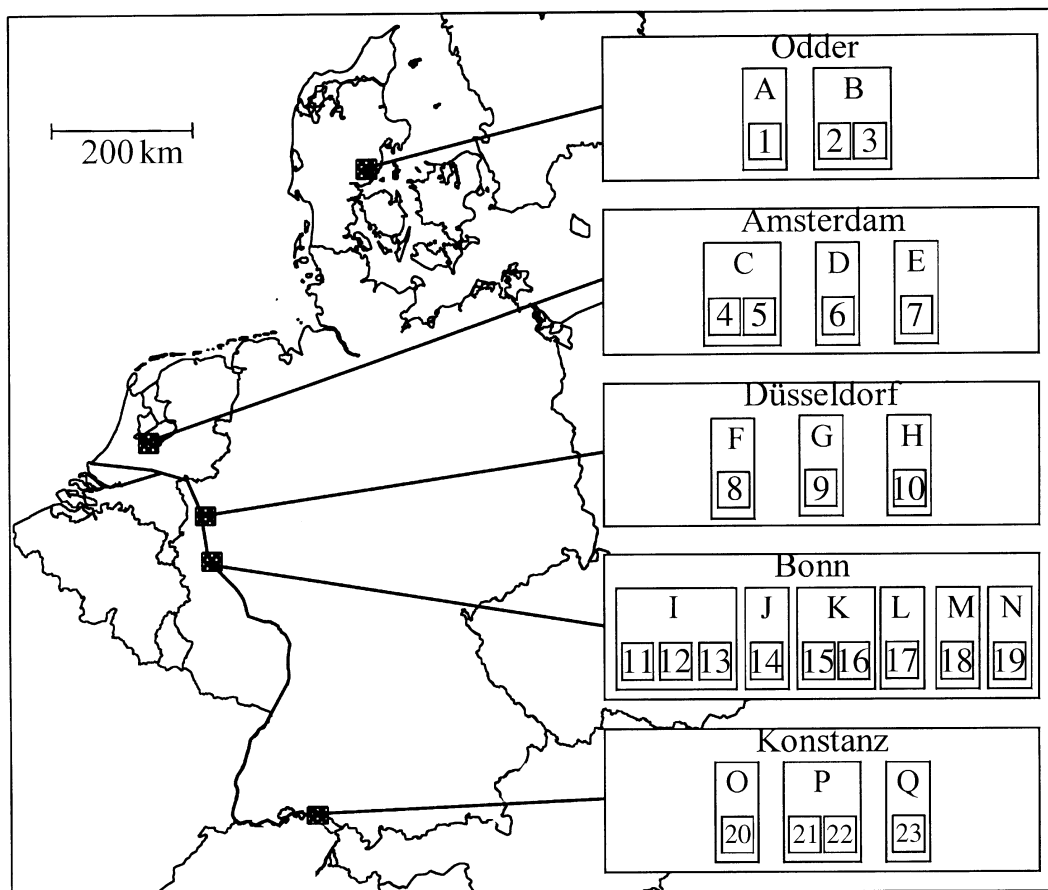 200 km
Odder
A B
1 2 3
Amsterdam
C D E
4 5 6 7
Düsseldorf
F G H
8 9 10
Bonn
I J K L M N
11 12 13 14 15 16 17 18 19
Konstanz
O P Q
20 21 22 23